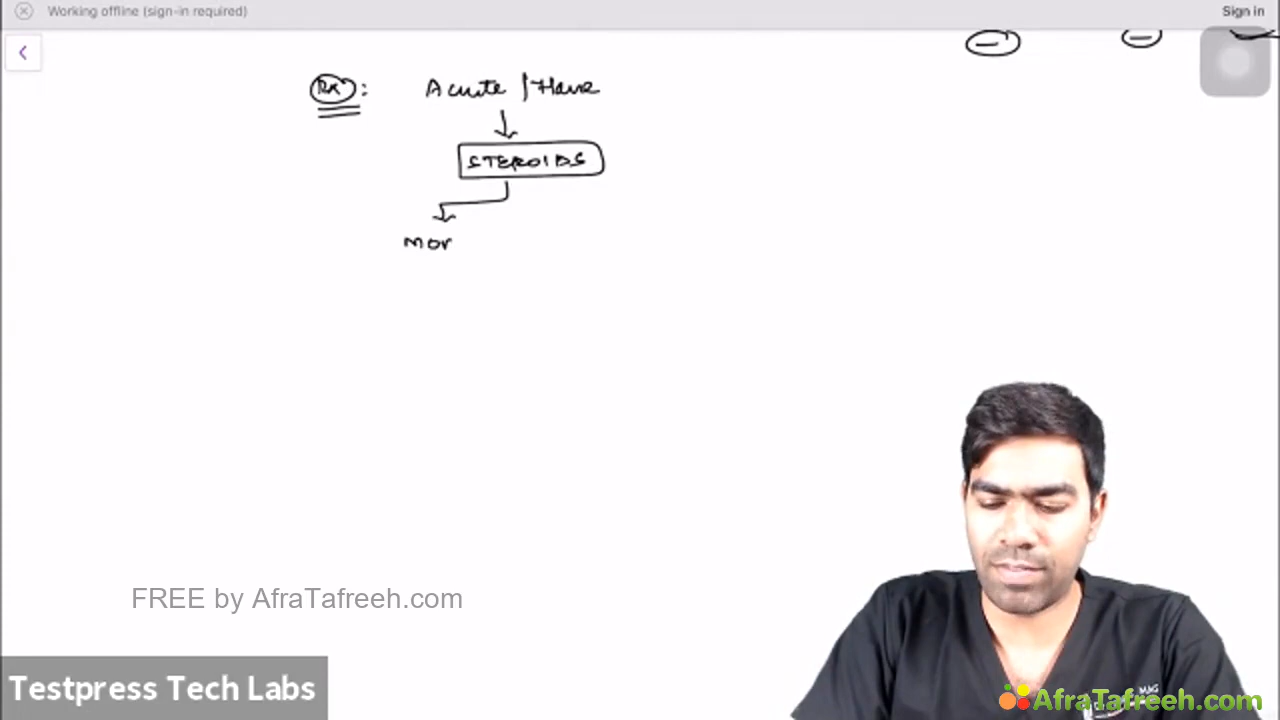 Working offline (sign-in required)
Sign in
Rx :
Acute / Flare
STEROIDS
mor
FREE by AfraTafreeh.com
Testpress Tech Labs
MAG
AfraTafreeh.com